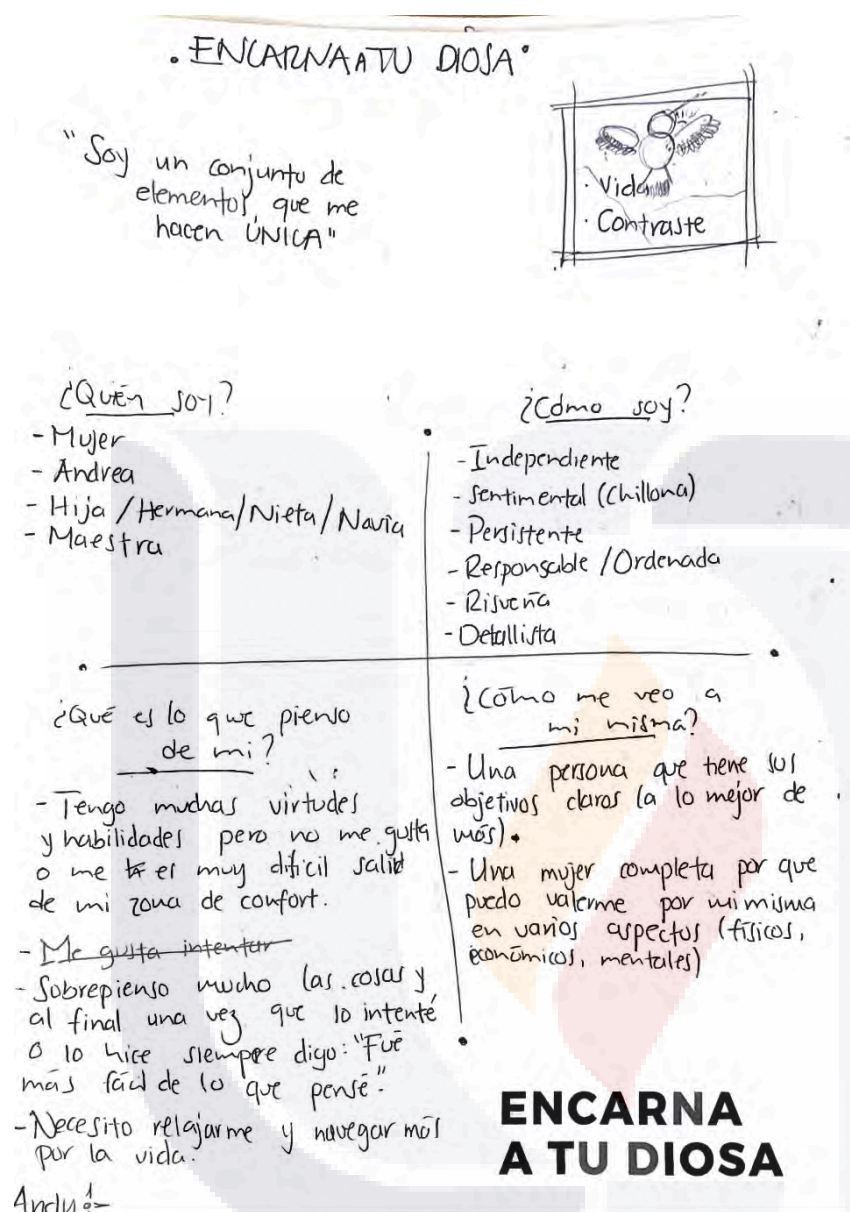 • ENCARNA A TU DIOSA •
"Soy un conjunto de
elementos, que me
hacen ÚNICA"
· Vida
· Contraste
¿Quién soy?
- Mujer
- Andrea
- Hija / Hermana / Nieta / Novia
- Maestra
¿Cómo soy?
- Independiente
- Sentimental (Chillona)
- Persistente
- Responsable / Ordenada
- Risueña
- Detallista
¿Qué es lo que pienso
de mi?
- Tengo muchas virtudes
y habilidades pero no me gusta
o me es muy dificil salir
de mi zona de confort.
- Me gusta intentar
- Sobrepienso mucho las cosas y
al final una vez que lo intenté
o lo hice siempre digo: "Fué
más fácil de lo que pensé".
- Necesito relajarme y navegar más
por la vida.
Andy
¿Cómo me veo a
mi misma?
- Una persona que tiene sus
objetivos claros (a lo mejor de
más).
- Una mujer completa por que
puedo valerme por mi misma
en varios aspectos (físicos,
económicos, mentales)
ENCARNA
A TU DIOSA